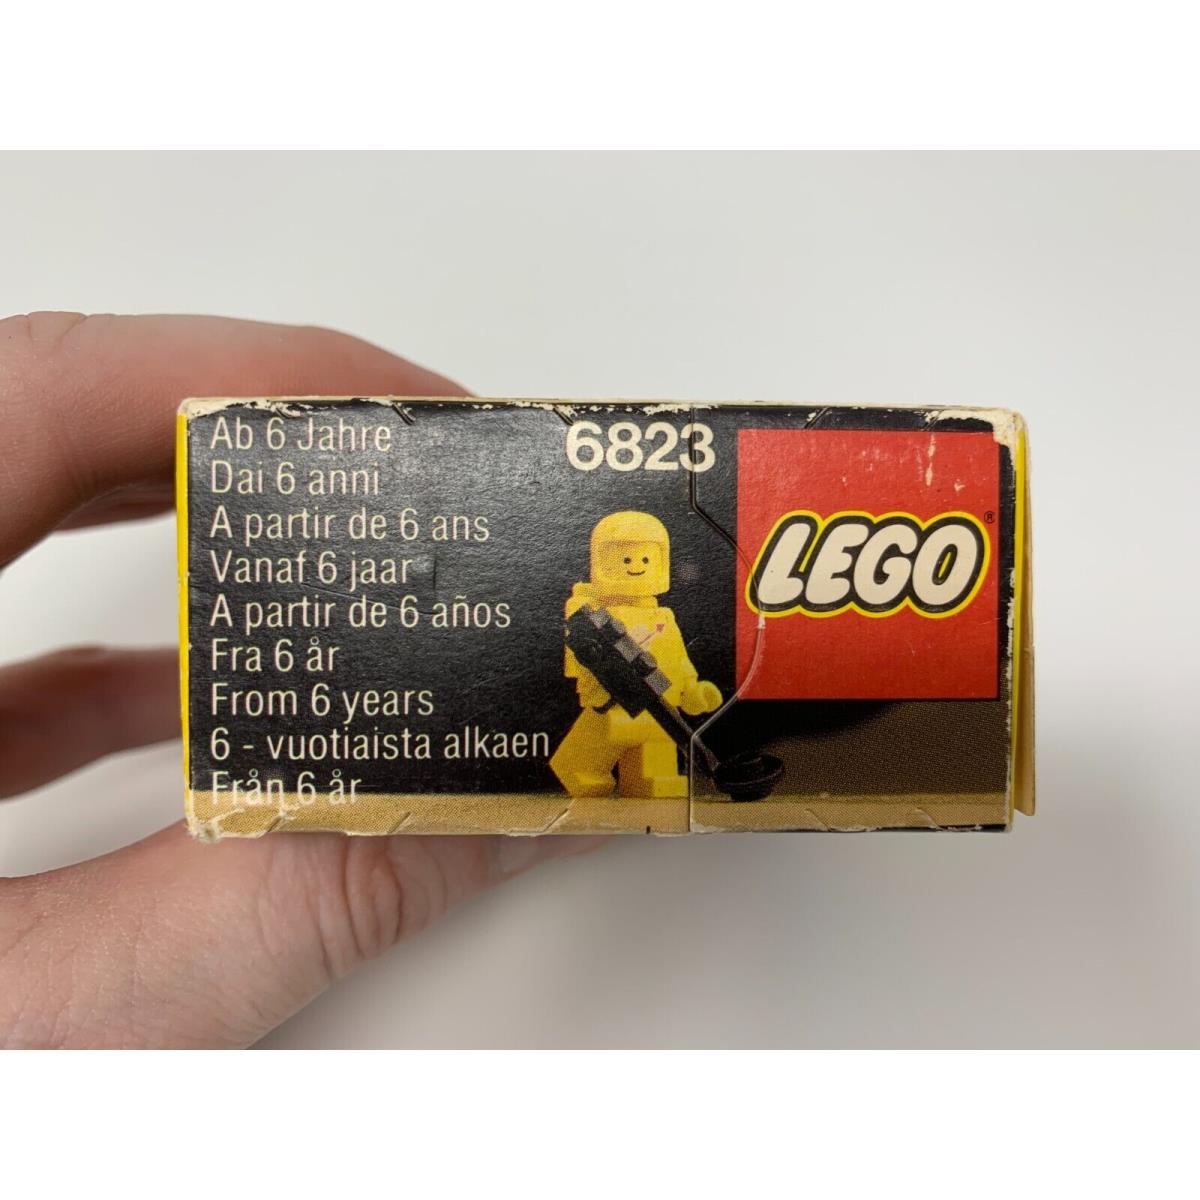 Ab 6 Jahre
Dai 6 anni
A partir de 6 ans
Vanaf 6 jaar
A partir de 6 años
Fra 6 år
From 6 years
6 - vuotiaista alkaen
Från 6 år
6823
LEGO®